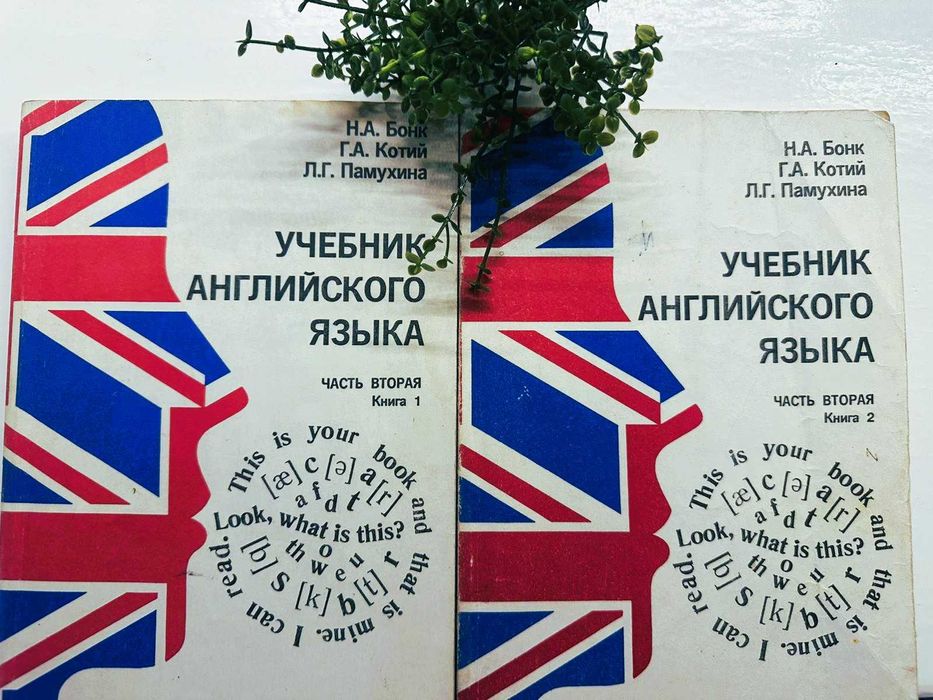 Н.А. Бонк
Г.А. Котий
Л.Г. Памухина
УЧЕБНИК
АНГЛИЙСКОГО
ЯЗЫКА
ЧАСТЬ ВТОРАЯ
Книга 1
This is your book and that is mine. I can read.
[æ] c [ə] a [r]
a f d t
Look, what is this?
o
th w e u r
[b] S [k] b [t]
Н.А. Бонк
Г.А. Котий
Л.Г. Памухина
УЧЕБНИК
АНГЛИЙСКОГО
ЯЗЫКА
ЧАСТЬ ВТОРАЯ
Книга 2
This is your book and that is mine. I can read.
[æ] c [ə] a [r]
a f d t
Look, what is this?
o
th w e u r
[b] S [k] b [t]